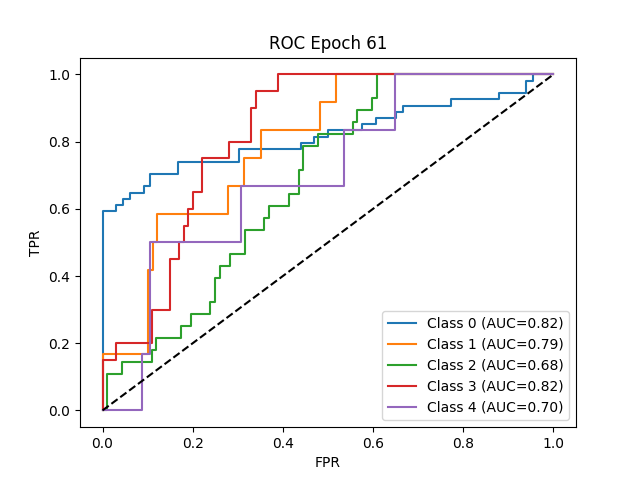 ROC Epoch 61
TPR
1.0
0.8
0.6
0.4
0.2
0.0
Class 0 (AUC=0.82)
Class 1 (AUC=0.79)
Class 2 (AUC=0.68)
Class 3 (AUC=0.82)
Class 4 (AUC=0.70)
0.0 0.2 0.4 0.6 0.8 1.0
FPR